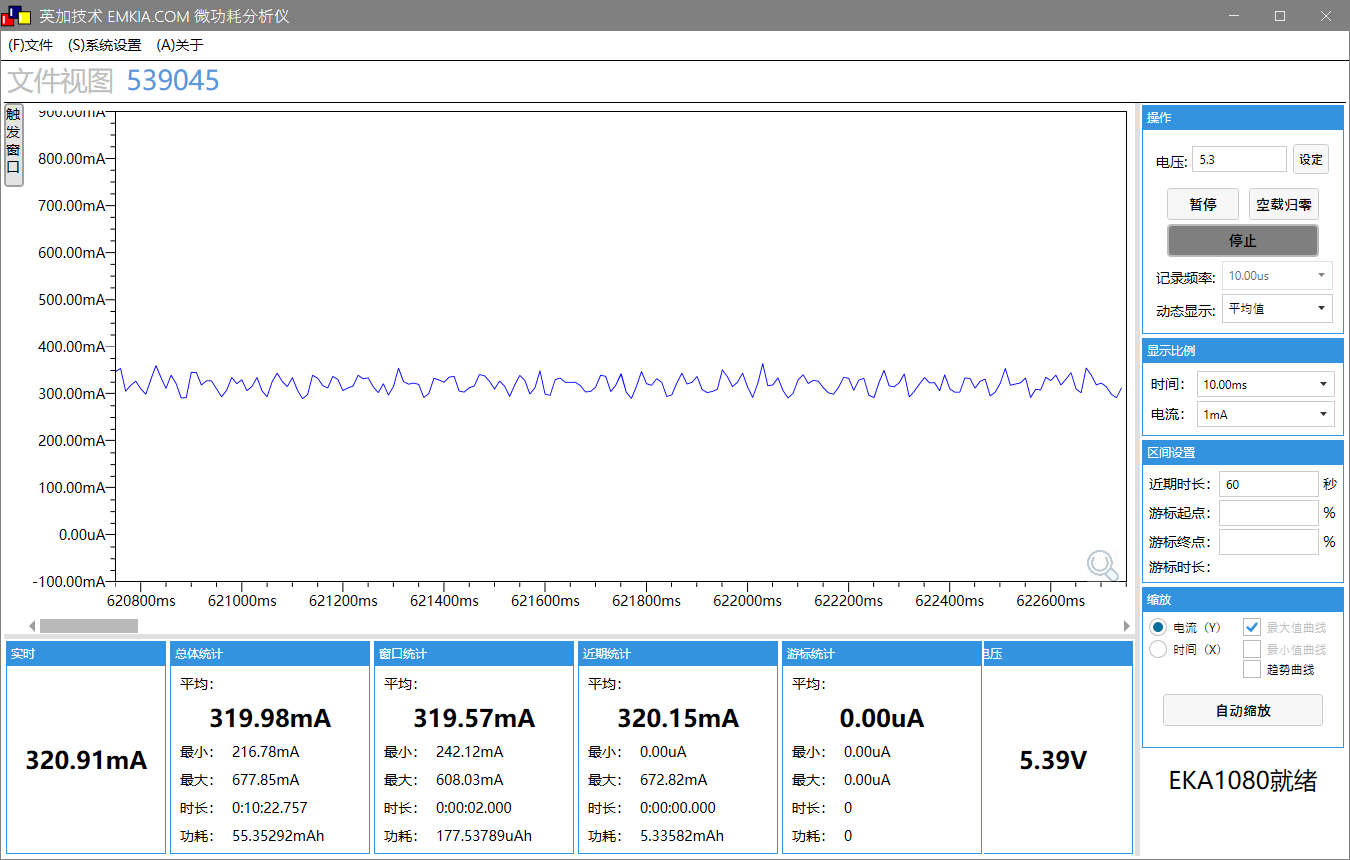 英加技术 EMKIA.COM 微功耗分析仪
(F)文件 (S)系统设置 (A)关于
文件视图 539045
触发窗口
900.00mA
800.00mA
700.00mA
600.00mA
500.00mA
400.00mA
300.00mA
200.00mA
100.00mA
0.00uA
-100.00mA
620800ms 621000ms 621200ms 621400ms 621600ms 621800ms 622000ms 622200ms 622400ms 622600ms
操作
电压: 5.3 设定
暂停 空载归零
停止
记录频率: 10.00us
动态显示: 平均值
显示比例
时间: 10.00ms
电流: 1mA
区间设置
近期时长: 60 秒
游标起点: %
游标终点: %
游标时长:
缩放
电流（Y） 最大值曲线
时间（X） 最小值曲线
趋势曲线
自动缩放
EKA1080就绪
实时
320.91mA
总体统计
平均:
319.98mA
最小: 216.78mA
最大: 677.85mA
时长: 0:10:22.757
功耗: 55.35292mAh
窗口统计
平均:
319.57mA
最小: 242.12mA
最大: 608.03mA
时长: 0:00:02.000
功耗: 177.53789uAh
近期统计
平均:
320.15mA
最小: 0.00uA
最大: 672.82mA
时长: 0:00:00.000
功耗: 5.33582mAh
游标统计
平均:
0.00uA
最小: 0.00uA
最大: 0.00uA
时长: 0
功耗: 0
电压
5.39V